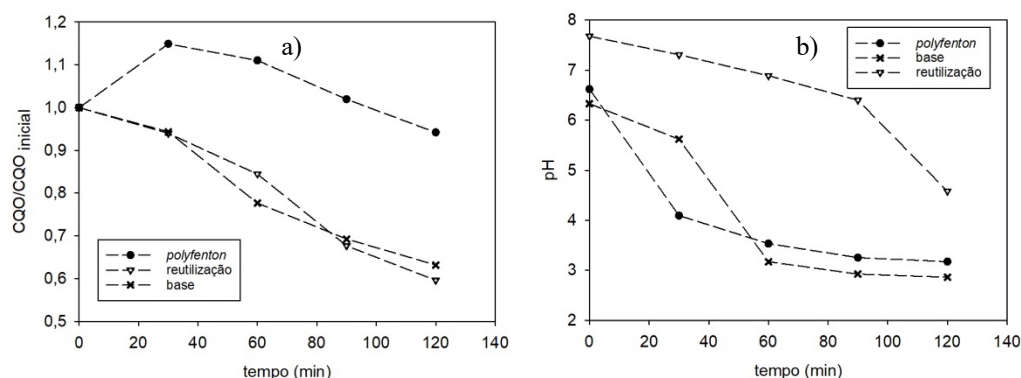 a)
1,2
1,1
1,0
0,9
0,8
0,7
0,6
0,5
CQO/CQO inicial
polyfenton
reutilização
base
0 20 40 60 80 100 120 140
tempo (min)
b)
8
7
6
5
4
3
2
pH
polyfenton
base
reutilização
0 20 40 60 80 100 120 140
tempo (min)